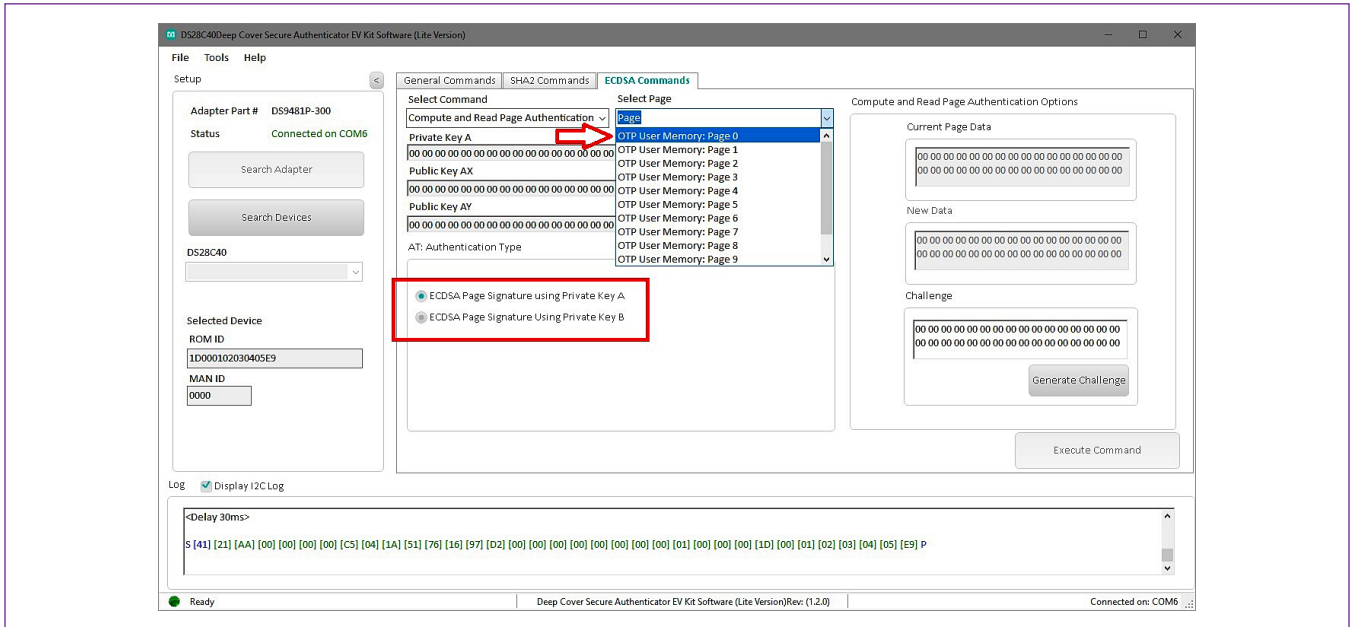 DS28C40Deep Cover Secure Authenticator EV Kit Software (Lite Version)
File Tools Help
Setup
<
Adapter Part # DS9481P-300
Status Connected on COM6
Search Adapter
Search Devices
DS28C40
Selected Device
ROM ID
1D000102030405E9
MAN ID
0000
General Commands SHA2 Commands ECDSA Commands
Select Command
Compute and Read Page Authentication
Select Page
Page
OTP User Memory: Page 0
OTP User Memory: Page 1
OTP User Memory: Page 2
OTP User Memory: Page 3
OTP User Memory: Page 4
OTP User Memory: Page 5
OTP User Memory: Page 6
OTP User Memory: Page 7
OTP User Memory: Page 8
OTP User Memory: Page 9
Private Key A
00 00 00 00 00 00 00 00 00 00 00 00 00 00 00 00
Public Key AX
00 00 00 00 00 00 00 00 00 00 00 00 00 00 00 00
Public Key AY
00 00 00 00 00 00 00 00 00 00 00 00 00 00 00 00
AT: Authentication Type
ECDSA Page Signature using Private Key A
ECDSA Page Signature Using Private Key B
Compute and Read Page Authentication Options
Current Page Data
00 00 00 00 00 00 00 00 00 00 00 00 00 00 00 00
00 00 00 00 00 00 00 00 00 00 00 00 00 00 00 00
New Data
00 00 00 00 00 00 00 00 00 00 00 00 00 00 00 00
00 00 00 00 00 00 00 00 00 00 00 00 00 00 00 00
Challenge
00 00 00 00 00 00 00 00 00 00 00 00 00 00 00 00
00 00 00 00 00 00 00 00 00 00 00 00 00 00 00 00
Generate Challenge
Execute Command
Log Display I2C Log
<Delay 30ms>
S [41] [21] [AA] [00] [00] [00] [00] [C5] [04] [1A] [51] [76] [16] [97] [D2] [00] [00] [00] [00] [00] [00] [00] [00] [01] [00] [00] [00] [1D] [00] [01] [02] [03] [04] [05] [E9] P
Ready
Deep Cover Secure Authenticator EV Kit Software (Lite Version)Rev: (1.2.0)
Connected on: COM6